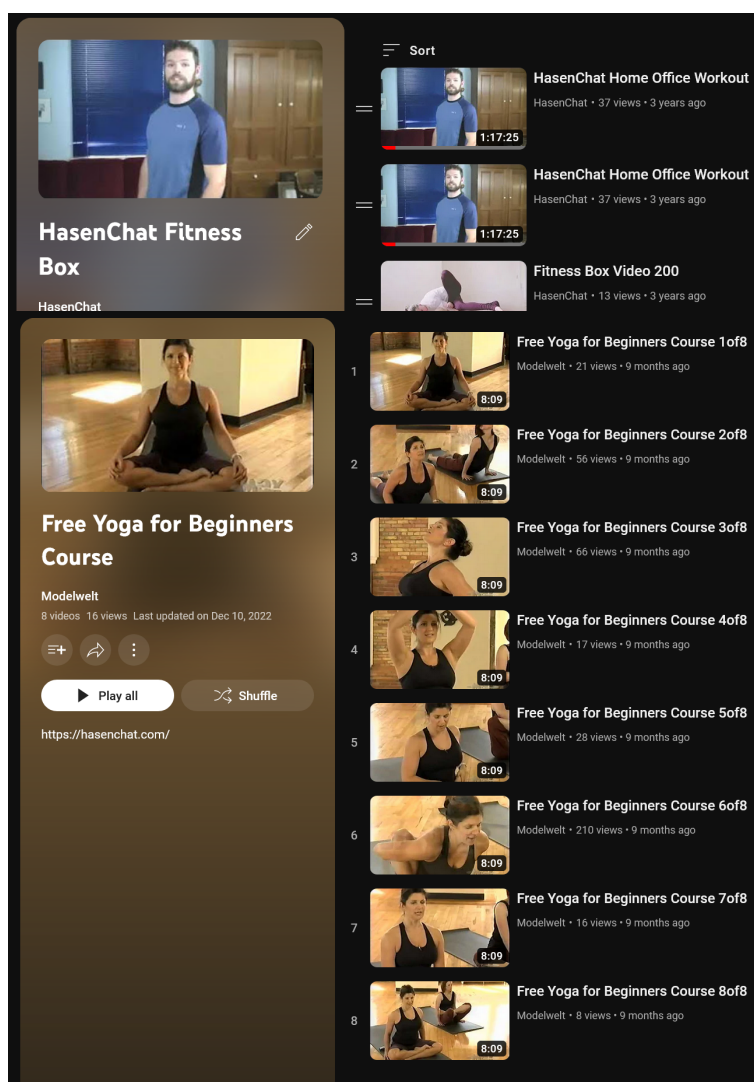 HasenChat Fitness
Box
HasenChat
Sort
1:17:25
HasenChat Home Office Workout
HasenChat • 37 views • 3 years ago
1:17:25
HasenChat Home Office Workout
HasenChat • 37 views • 3 years ago
Fitness Box Video 200
HasenChat • 13 views • 3 years ago
Free Yoga for Beginners
Course
Modelwelt
8 videos 16 views Last updated on Dec 10, 2022
Play all
Shuffle
https://hasenchat.com/
1
8:09
Free Yoga for Beginners Course 1of8
Modelwelt • 21 views • 9 months ago
2
8:09
Free Yoga for Beginners Course 2of8
Modelwelt • 56 views • 9 months ago
3
8:09
Free Yoga for Beginners Course 3of8
Modelwelt • 66 views • 9 months ago
4
8:09
Free Yoga for Beginners Course 4of8
Modelwelt • 17 views • 9 months ago
5
8:09
Free Yoga for Beginners Course 5of8
Modelwelt • 28 views • 9 months ago
6
8:09
Free Yoga for Beginners Course 6of8
Modelwelt • 210 views • 9 months ago
7
8:09
Free Yoga for Beginners Course 7of8
Modelwelt • 16 views • 9 months ago
8
8:09
Free Yoga for Beginners Course 8of8
Modelwelt • 8 views • 9 months ago